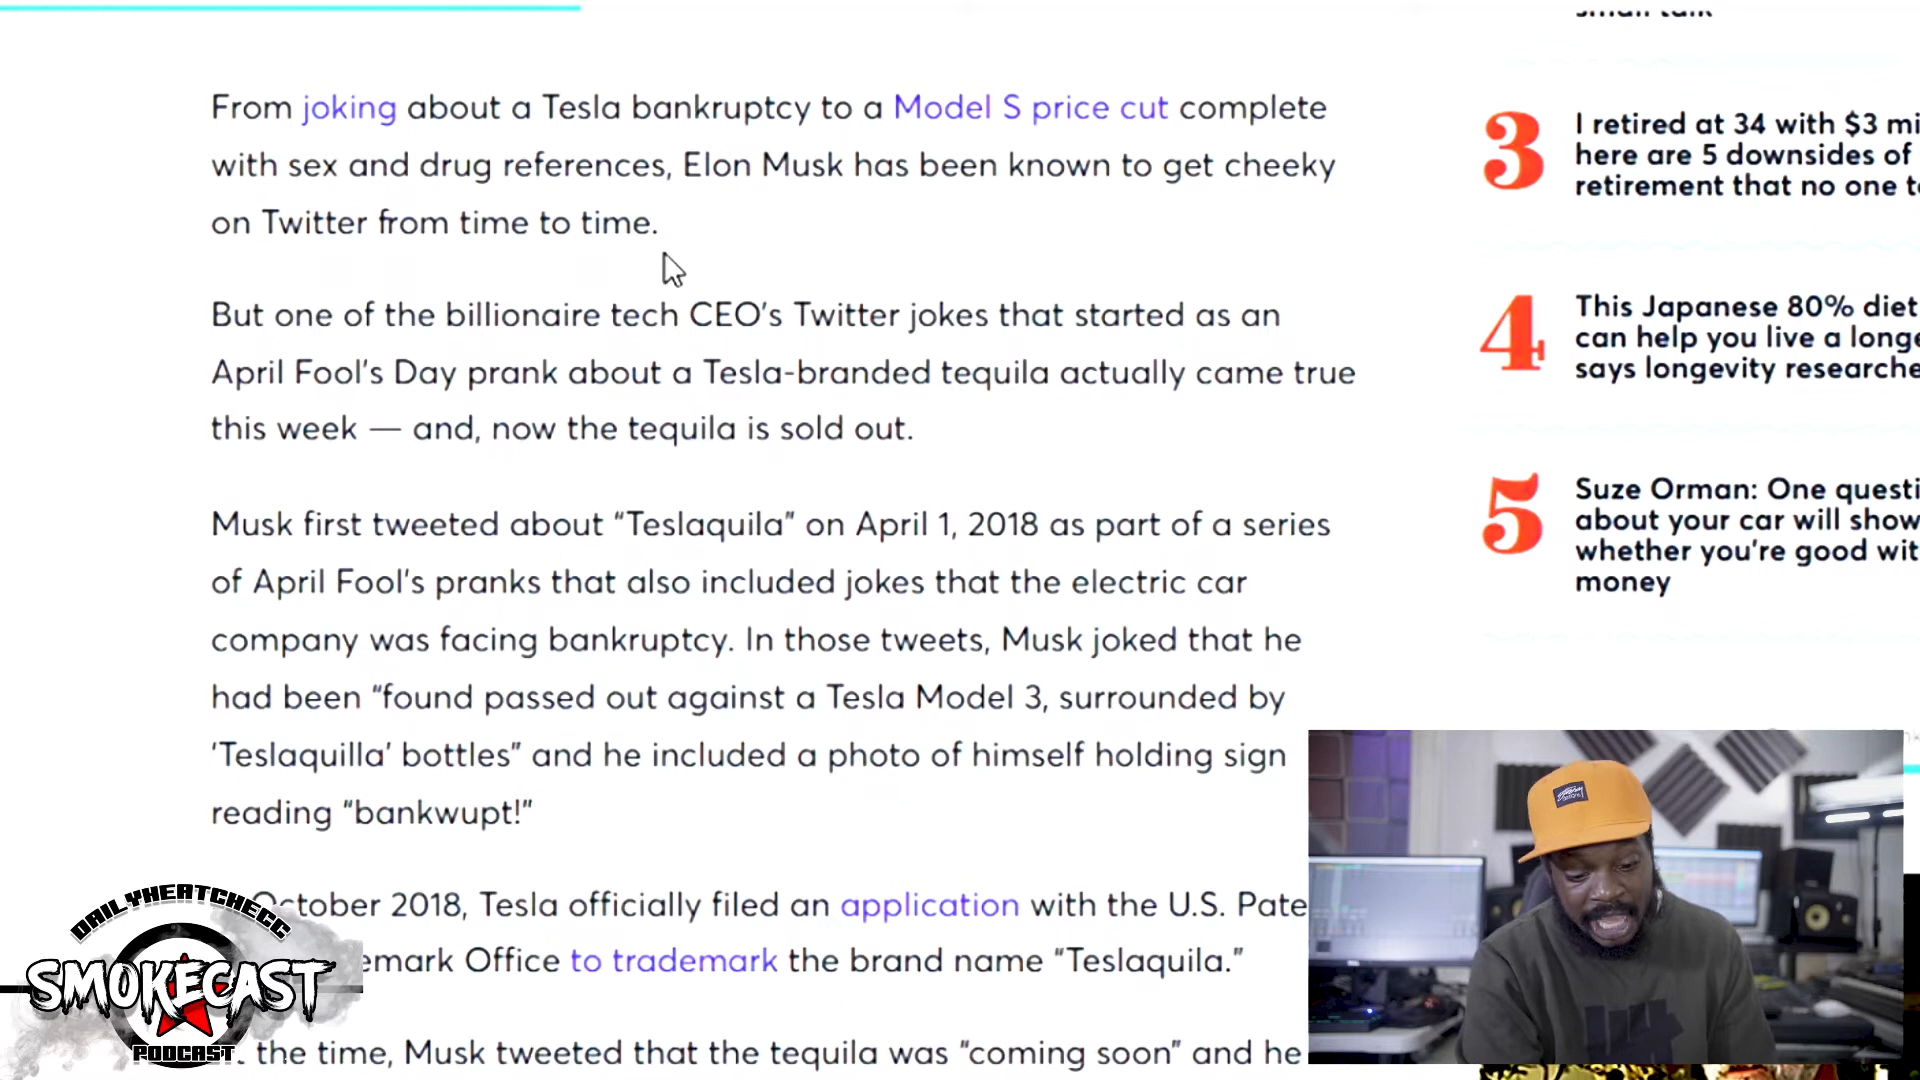 small talk
From joking about a Tesla bankruptcy to a Model S price cut complete
with sex and drug references, Elon Musk has been known to get cheeky
on Twitter from time to time.
But one of the billionaire tech CEO's Twitter jokes that started as an
April Fool's Day prank about a Tesla-branded tequila actually came true
this week — and, now the tequila is sold out.
Musk first tweeted about “Teslaquila” on April 1, 2018 as part of a series
of April Fool's pranks that also included jokes that the electric car
company was facing bankruptcy. In those tweets, Musk joked that he
had been “found passed out against a Tesla Model 3, surrounded by
'Teslaquilla' bottles” and he included a photo of himself holding sign
reading “bankwupt!”
October 2018, Tesla officially filed an application with the U.S. Pate
emark Office to trademark the brand name “Teslaquila.”
the time, Musk tweeted that the tequila was “coming soon” and he
3
I retired at 34 with $3 mi
here are 5 downsides of
retirement that no one t
4
This Japanese 80% diet
can help you live a long
says longevity researche
5
Suze Orman: One questi
about your car will show
whether you're good wit
money
DAILYHEATCHECC
SMOKECAST
PODCAST